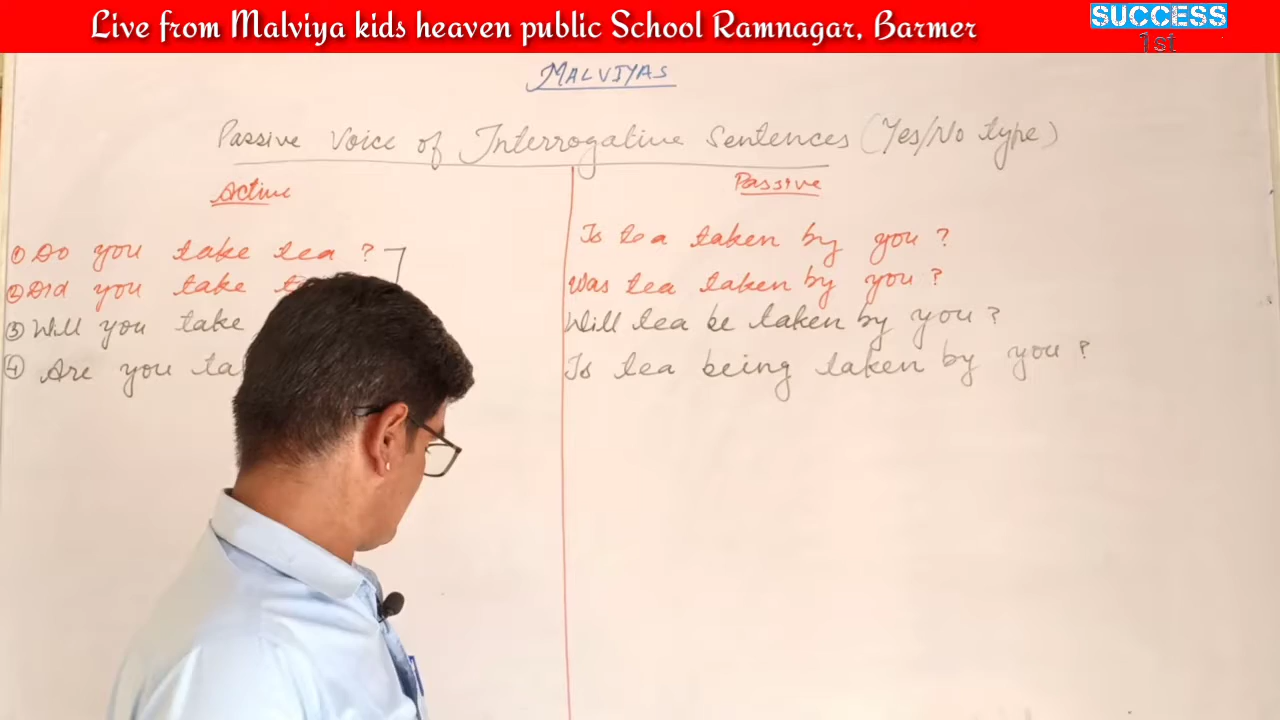 Live from Malviya kids heaven public School Ramnagar, Barmer
SUCCESS
1st
MALVIYAS
Passive Voice of Interrogative Sentences (Yes/No type)
Active
Passive
① Do you take tea ?
Is tea taken by you ?
② Did you take
Was tea taken by you ?
③ Will you take
Will tea be taken by you ?
④ Are you
Is tea being taken by you ?